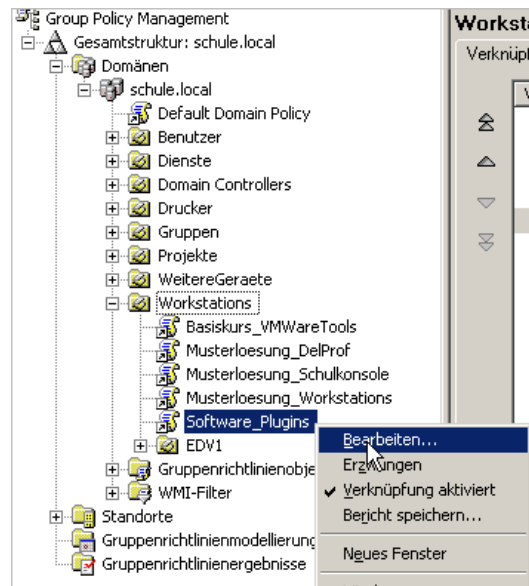 Group Policy Management
Gesamtstruktur: schule.local
Domänen
schule.local
Default Domain Policy
Benutzer
Dienste
Domain Controllers
Drucker
Gruppen
Projekte
WeitereGeraete
Workstations
Basiskurs_VMWareTools
Musterloesung_DelProf
Musterloesung_Schulkonsole
Musterloesung_Workstations
Software_Plugins
EDV1
Gruppenrichtlinienobje
WMI-Filter
Standorte
Gruppenrichtlinienmodellierung
Gruppenrichtlinienergebnisse
Worksta
Verknüpf
Bearbeiten...
Erzwungen
Verknüpfung aktiviert
Bericht speichern...
Neues Fenster